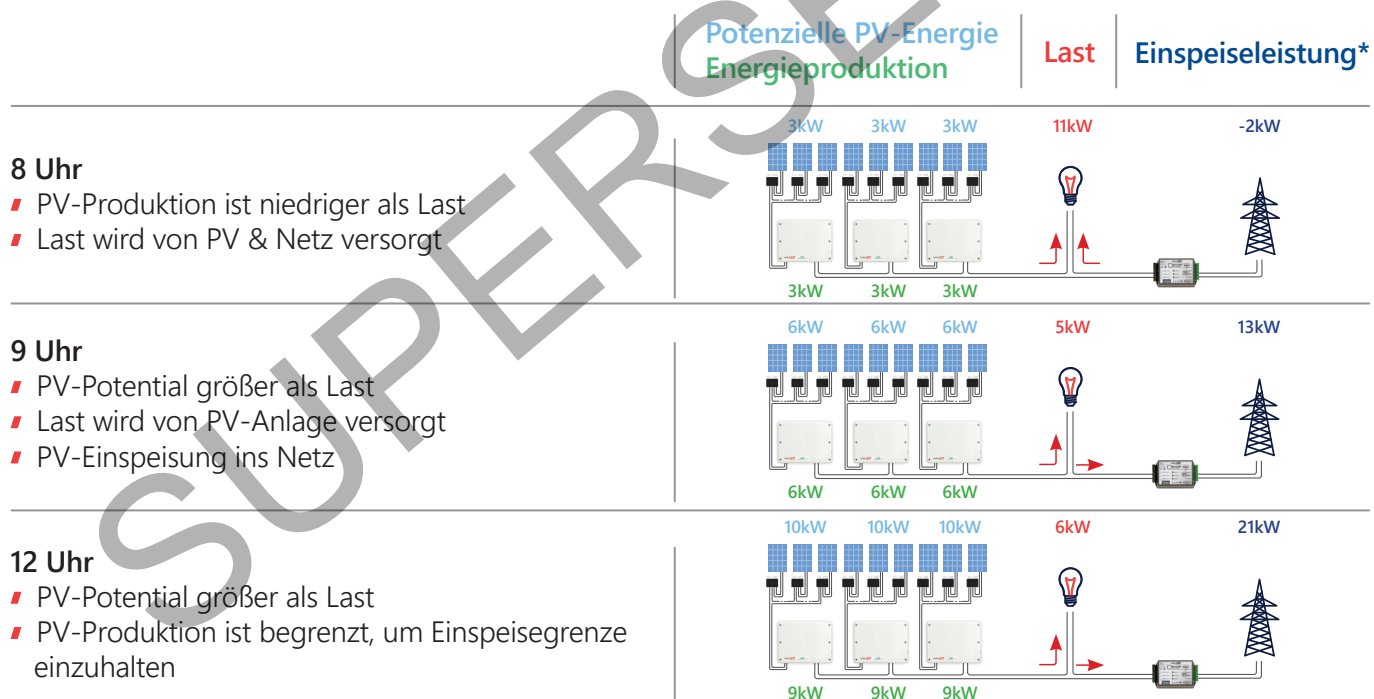 Potenzielle PV-Energie
Energieproduktion
Last
Einspeiseleistung*
8 Uhr
PV-Produktion ist niedriger als Last
Last wird von PV & Netz versorgt
3kW 3kW 3kW 11kW -2kW
3kW 3kW 3kW
9 Uhr
PV-Potential größer als Last
Last wird von PV-Anlage versorgt
PV-Einspeisung ins Netz
6kW 6kW 6kW 5kW 13kW
6kW 6kW 6kW
12 Uhr
PV-Potential größer als Last
PV-Produktion ist begrenzt, um Einspeisegrenze
einzuhalten
10kW 10kW 10kW 6kW 21kW
9kW 9kW 9kW
SUPERSE